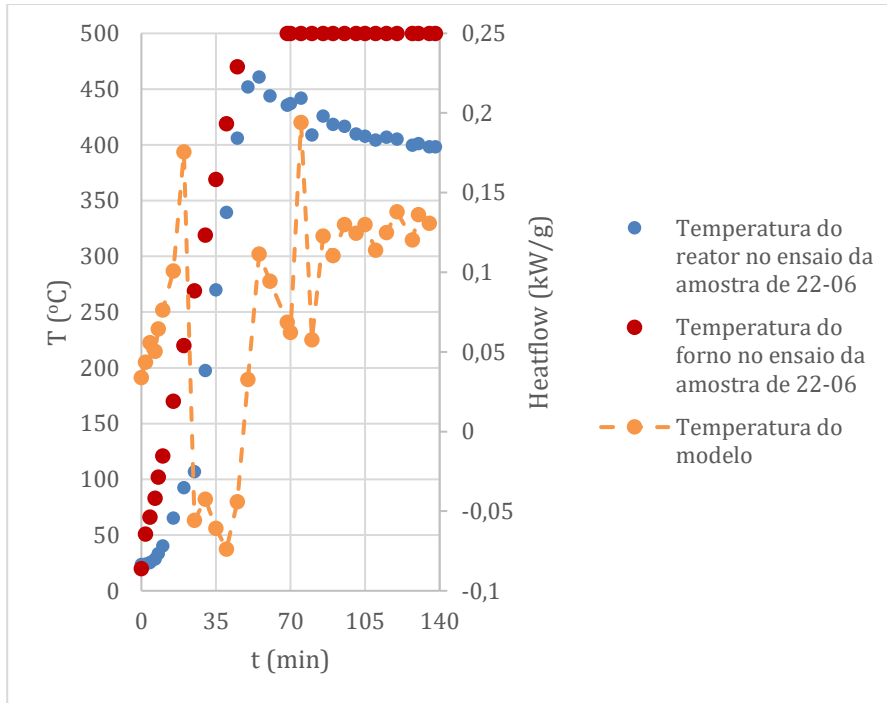 500
450
400
350
300
250
200
150
100
50
0
T (ºC)
0,25
0,2
0,15
0,1
0,05
0
-0,05
-0,1
Heatflow (kW/g)
0 35 70 105 140
t (min)
Temperatura do
reator no ensaio da
amostra de 22-06
Temperatura do
forno no ensaio da
amostra de 22-06
Temperatura do
modelo